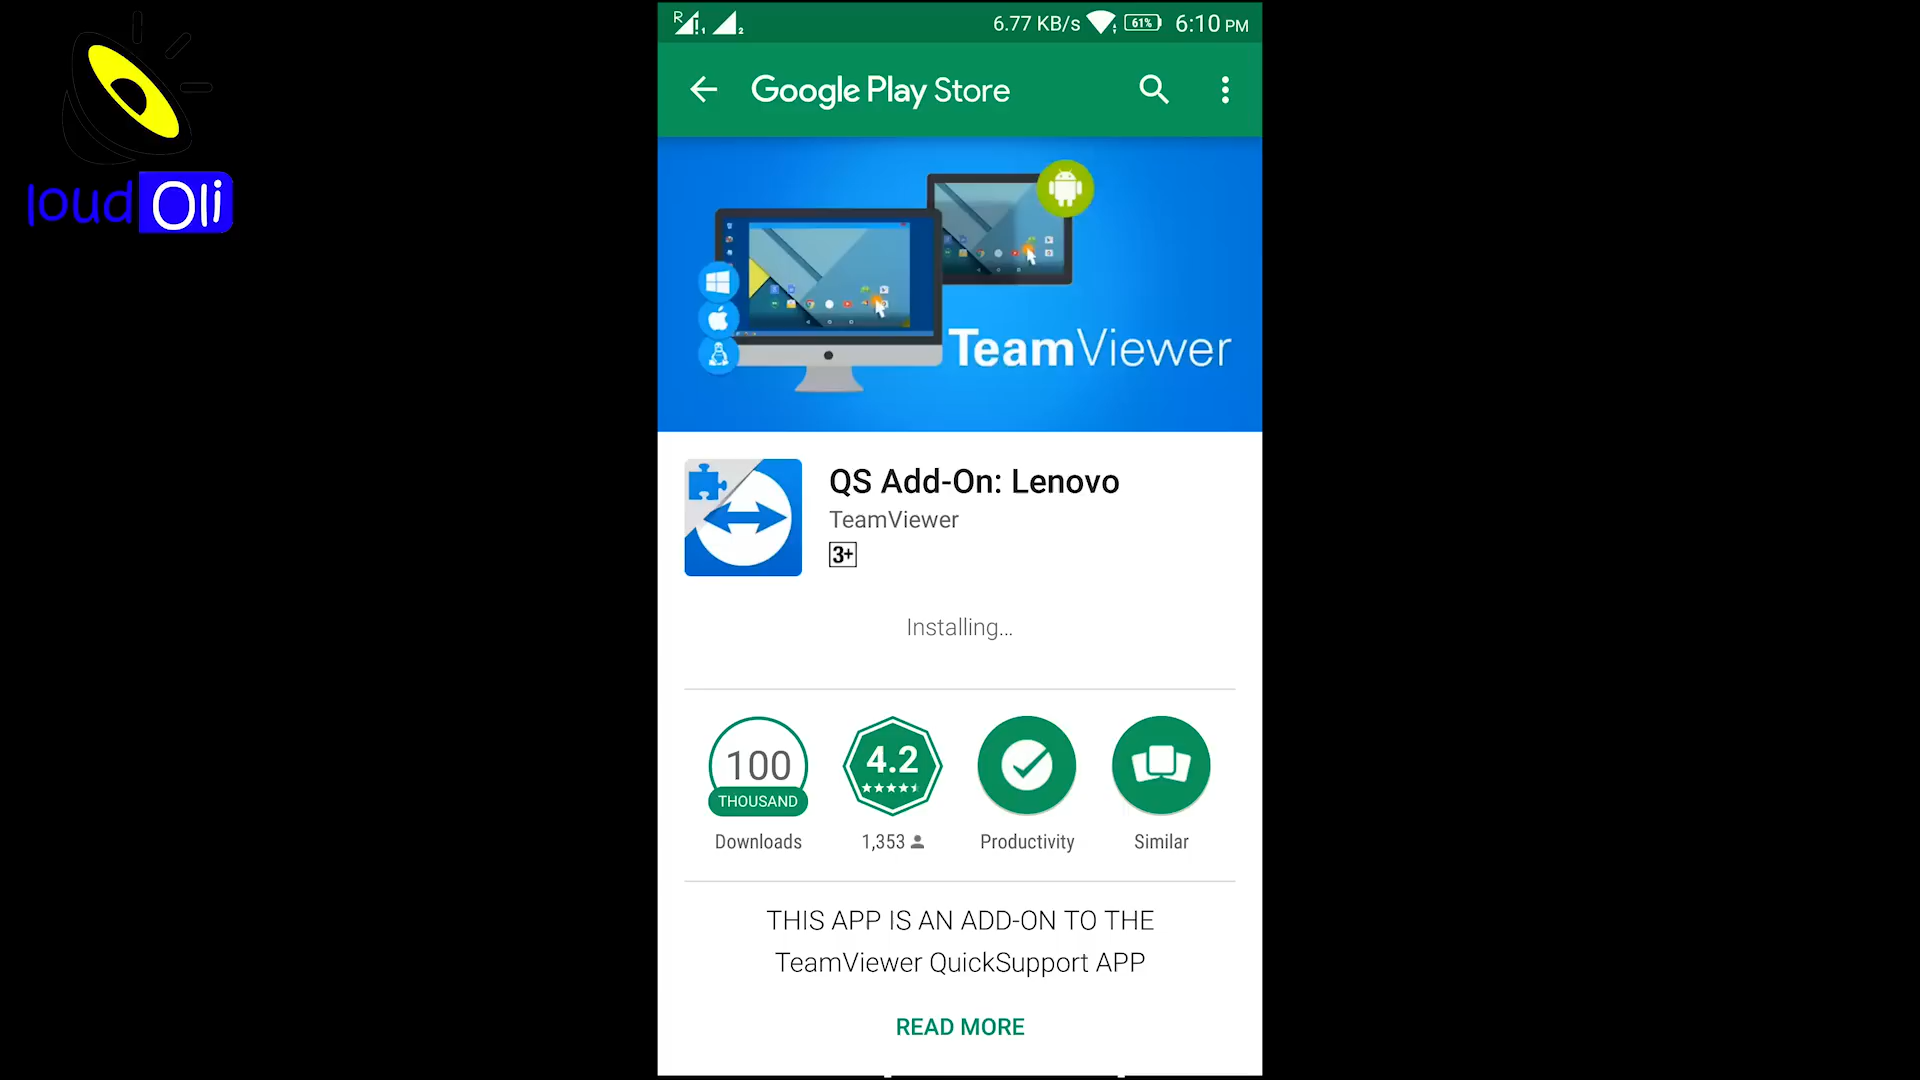 R 1 2 6.77 KB/s 61% 6:10 PM
Google Play Store
loud Oli
TeamViewer
QS Add-On: Lenovo
TeamViewer
3+
Installing...
100
THOUSAND
4.2
Downloads 1,353 Productivity Similar
THIS APP IS AN ADD-ON TO THE
TeamViewer QuickSupport APP
READ MORE